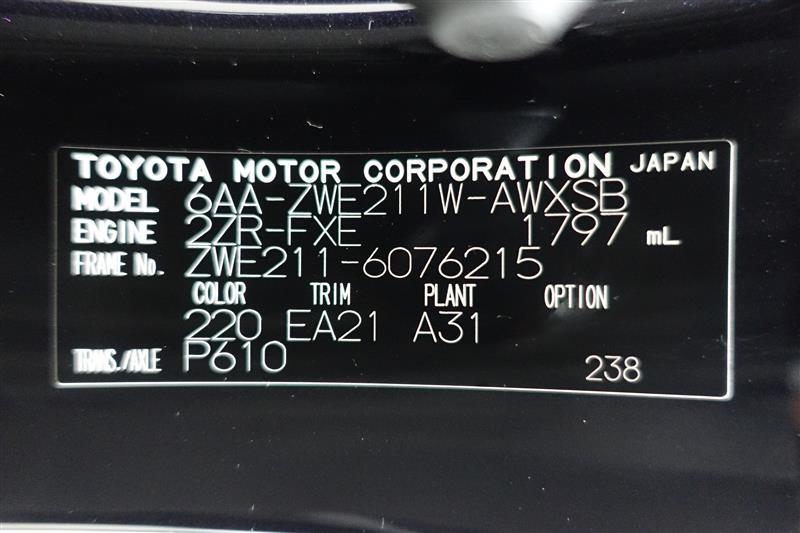 TOYOTA MOTOR CORPORATION JAPAN
MODEL 6AA-ZWE211W-AWXSB
ENGINE 2ZR-FXE 1797 mL
FRAME No. ZWE211-6076215
COLOR TRIM PLANT OPTION
220 EA21 A31
TRANS./AXLE P610 238